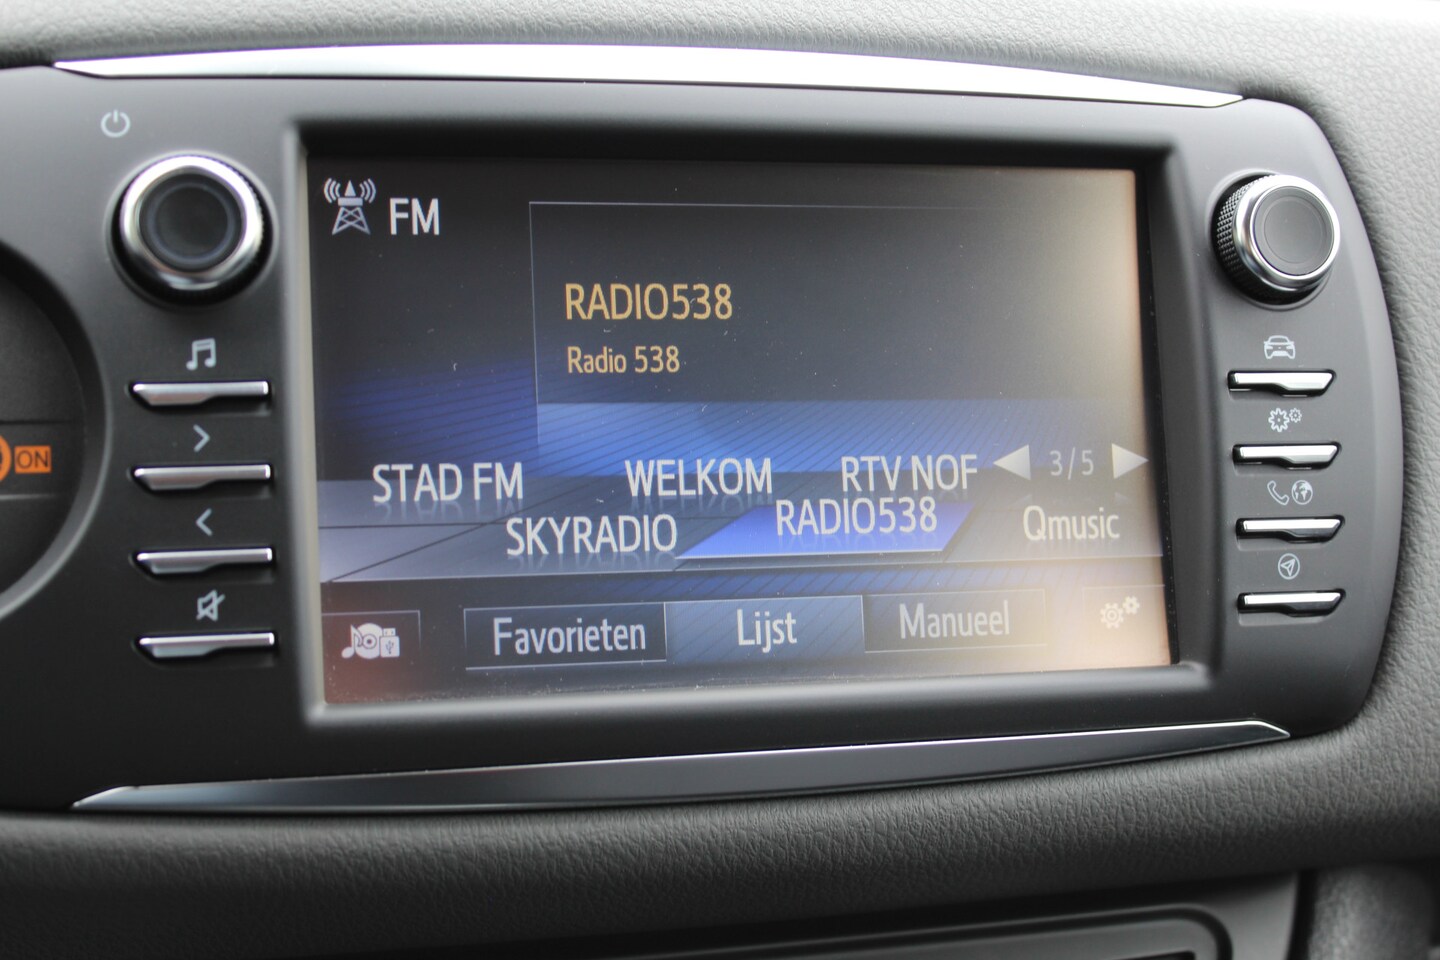 FM
RADIO538
Radio 538
STAD FM WELKOM RTV NOF 3/5
SKYRADIO RADIO538 Qmusic
Favorieten Lijst Manueel
ON